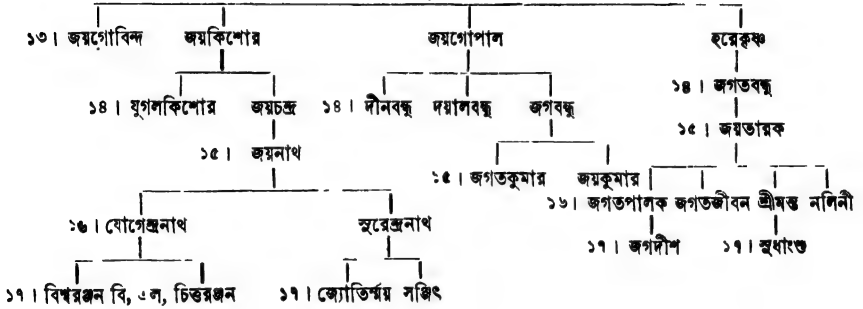 ১৩। জয়গোবিন্দ জয়কিশোর জয়গোপাল হরেকৃষ্ণ
১৪। জগতবন্ধু
১৪। যুগলকিশোর জয়চন্দ্র ১৪। দীনবন্ধু দয়ালবন্ধু জগবন্ধু
১৫। জয়তারক
১৫। জয়নাথ
১৫। জগতকুমার জয়কুমার
১৬। জগতপালক জগতজীবন শ্রীমন্ত নলিনী
১৬। যোগেন্দ্রনাথ সুরেন্দ্রনাথ
১৭। জগদীশ ১৭। সুধাংশু
১৭। বিশ্বরঞ্জন বি, এল, চিত্তরঞ্জন ১৭। জ্যোতির্ম্ময় সঞ্জিৎ